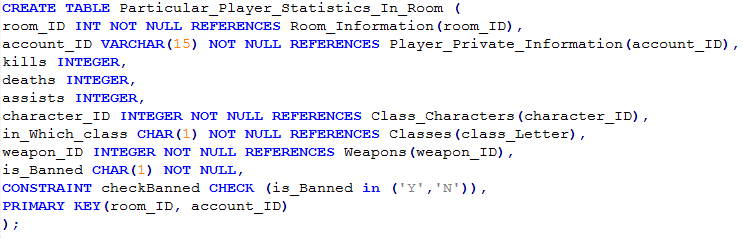 CREATE TABLE Particular_Player_Statistics_In_Room (
room_ID INT NOT NULL REFERENCES Room_Information(room_ID),
account_ID VARCHAR(15) NOT NULL REFERENCES Player_Private_Information(account_ID),
kills INTEGER,
deaths INTEGER,
assists INTEGER,
character_ID INTEGER NOT NULL REFERENCES Class_Characters(character_ID),
in_Which_class CHAR(1) NOT NULL REFERENCES Classes(class_Letter),
weapon_ID INTEGER NOT NULL REFERENCES Weapons(weapon_ID),
is_Banned CHAR(1) NOT NULL,
CONSTRAINT checkBanned CHECK (is_Banned in ('Y','N')),
PRIMARY KEY(room_ID, account_ID)
);